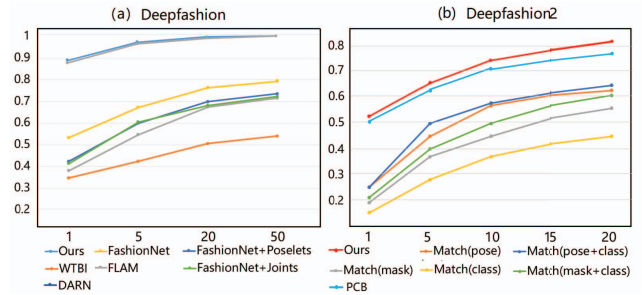 (a) Deepfashion
1
0.9
0.8
0.7
0.6
0.5
0.4
0.3
0.2
1 5 20 50
Ours FashionNet FashionNet+Poselets
WTBI FLAM FashionNet+Joints
DARN
(b) Deepfashion2
0.8
0.7
0.6
0.5
0.4
0.3
0.2
1 5 10 15 20
Ours Match(pose) Match(pose+class)
Match(mask) Match(class) Match(mask+class)
PCB